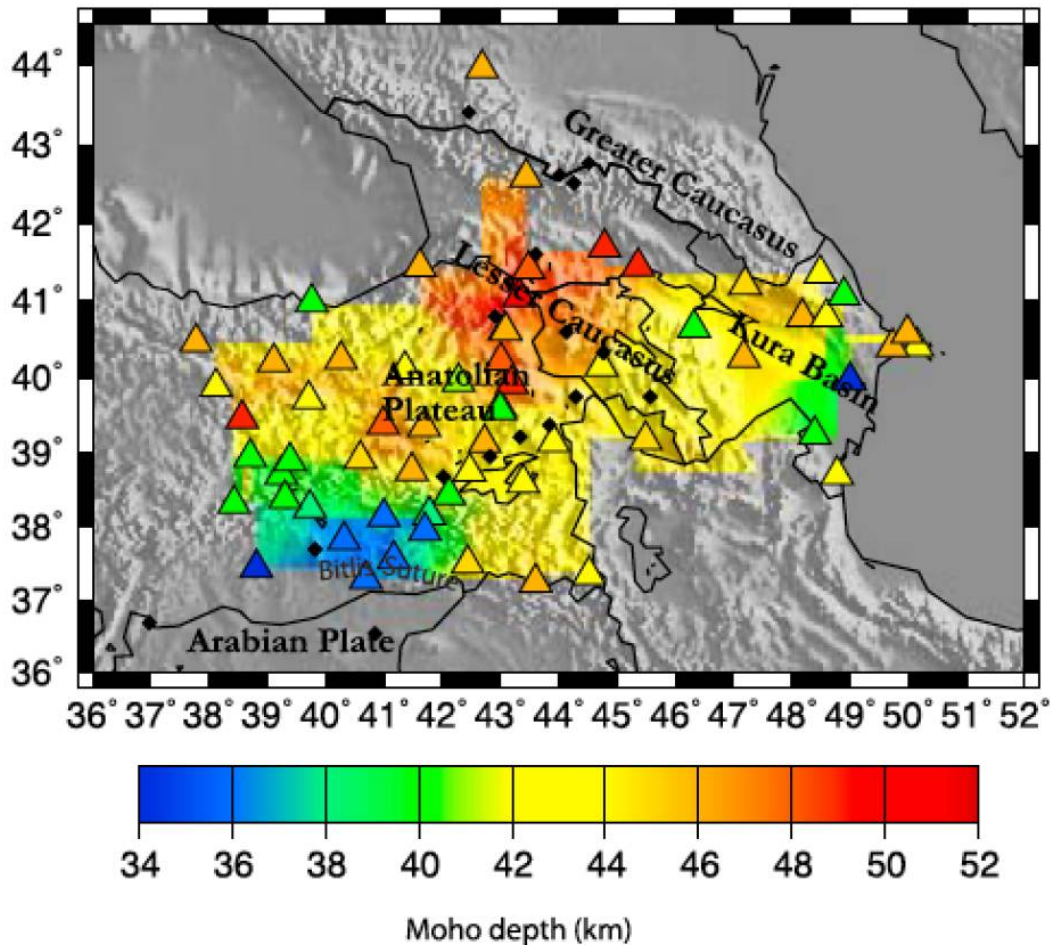 44°
43°
42°
41°
40°
39°
38°
37°
36°
Greater Caucasus
Lesser Caucasus
Kura Basin
Anatolian
Plateau
Bitlis Suture
Arabian Plate
36° 37° 38° 39° 40° 41° 42° 43° 44° 45° 46° 47° 48° 49° 50° 51° 52°
34 36 38 40 42 44 46 48 50 52
Moho depth (km)